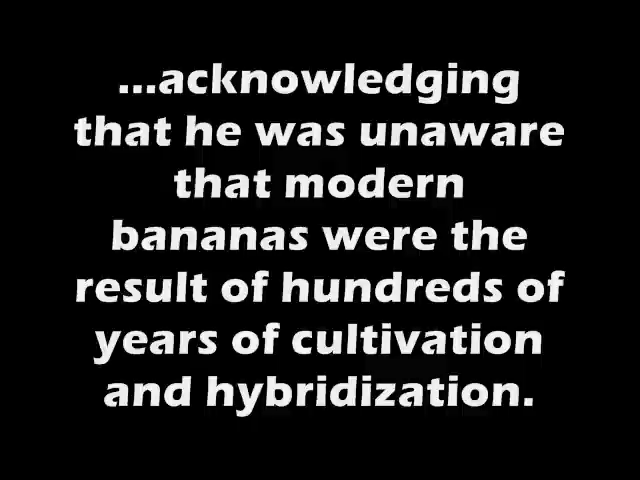 ...acknowledging
that he was unaware
that modern
bananas were the
result of hundreds of
years of cultivation
and hybridization.